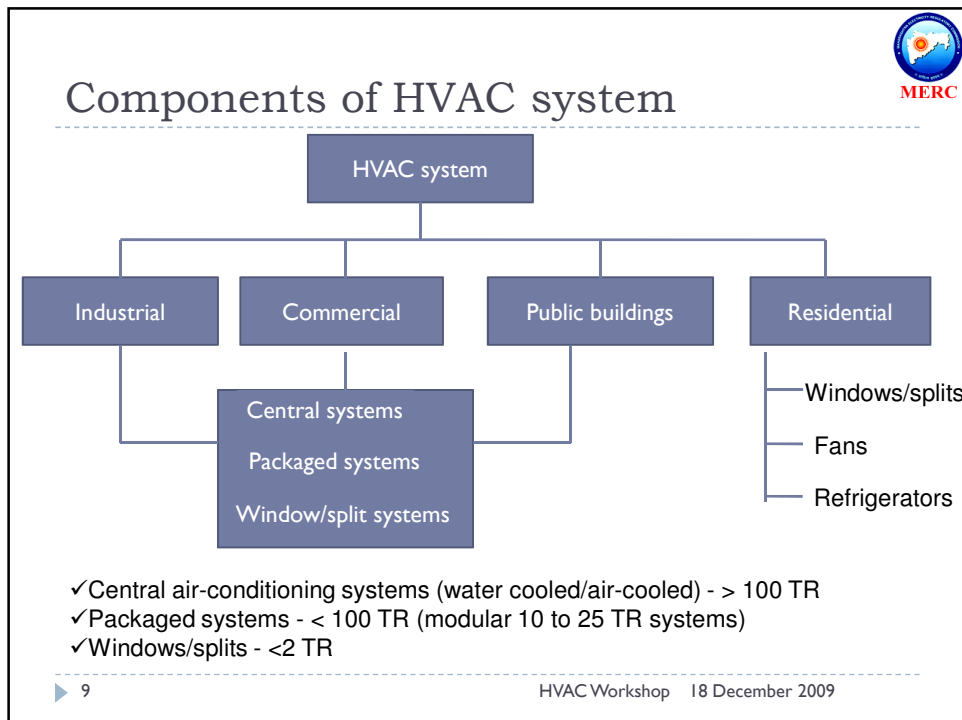 MERC
Components of HVAC system
HVAC system
Industrial
Commercial
Public buildings
Residential
Central systems
Packaged systems
Window/split systems
Windows/splits
Fans
Refrigerators
✓Central air-conditioning systems (water cooled/air-cooled) - > 100 TR
✓Packaged systems - < 100 TR (modular 10 to 25 TR systems)
✓Windows/splits - <2 TR
9
HVAC Workshop 18 December 2009